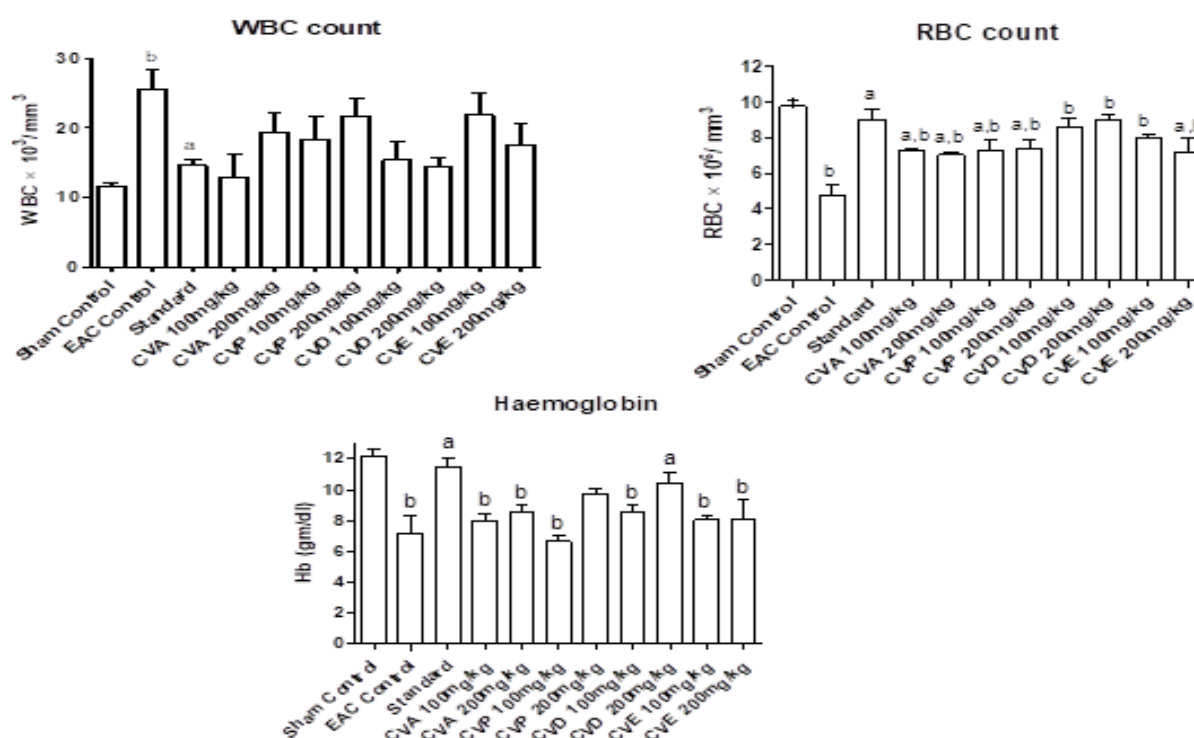 WBC count
WBC × 10³/mm³
30
20
10
0
b
a
Sham Control
EAC Control
Standard
CVA 100mg/kg
CVA 200mg/kg
CVP 100mg/kg
CVP 200mg/kg
CVD 100mg/kg
CVD 200mg/kg
CVE 100mg/kg
CVE 200mg/kg
RBC count
RBC × 10⁶/mm³
12
10
8
6
4
2
0
b
a
a,b
a,b
a,b
a,b
b
b
b
a,b
Sham Control
EAC Control
Standard
CVA 100mg/kg
CVA 200mg/kg
CVP 100mg/kg
CVP 200mg/kg
CVD 100mg/kg
CVD 200mg/kg
CVE 100mg/kg
CVE 200mg/kg
Haemoglobin
Hb (gm/dl)
12
10
8
6
4
2
0
b
a
b
b
b
b
a
b
b
Sham Control
EAC Control
Standard
CVA 100mg/kg
CVA 200mg/kg
CVP 100mg/kg
CVP 200mg/kg
CVD 100mg/kg
CVD 200mg/kg
CVE 100mg/kg
CVE 200mg/kg